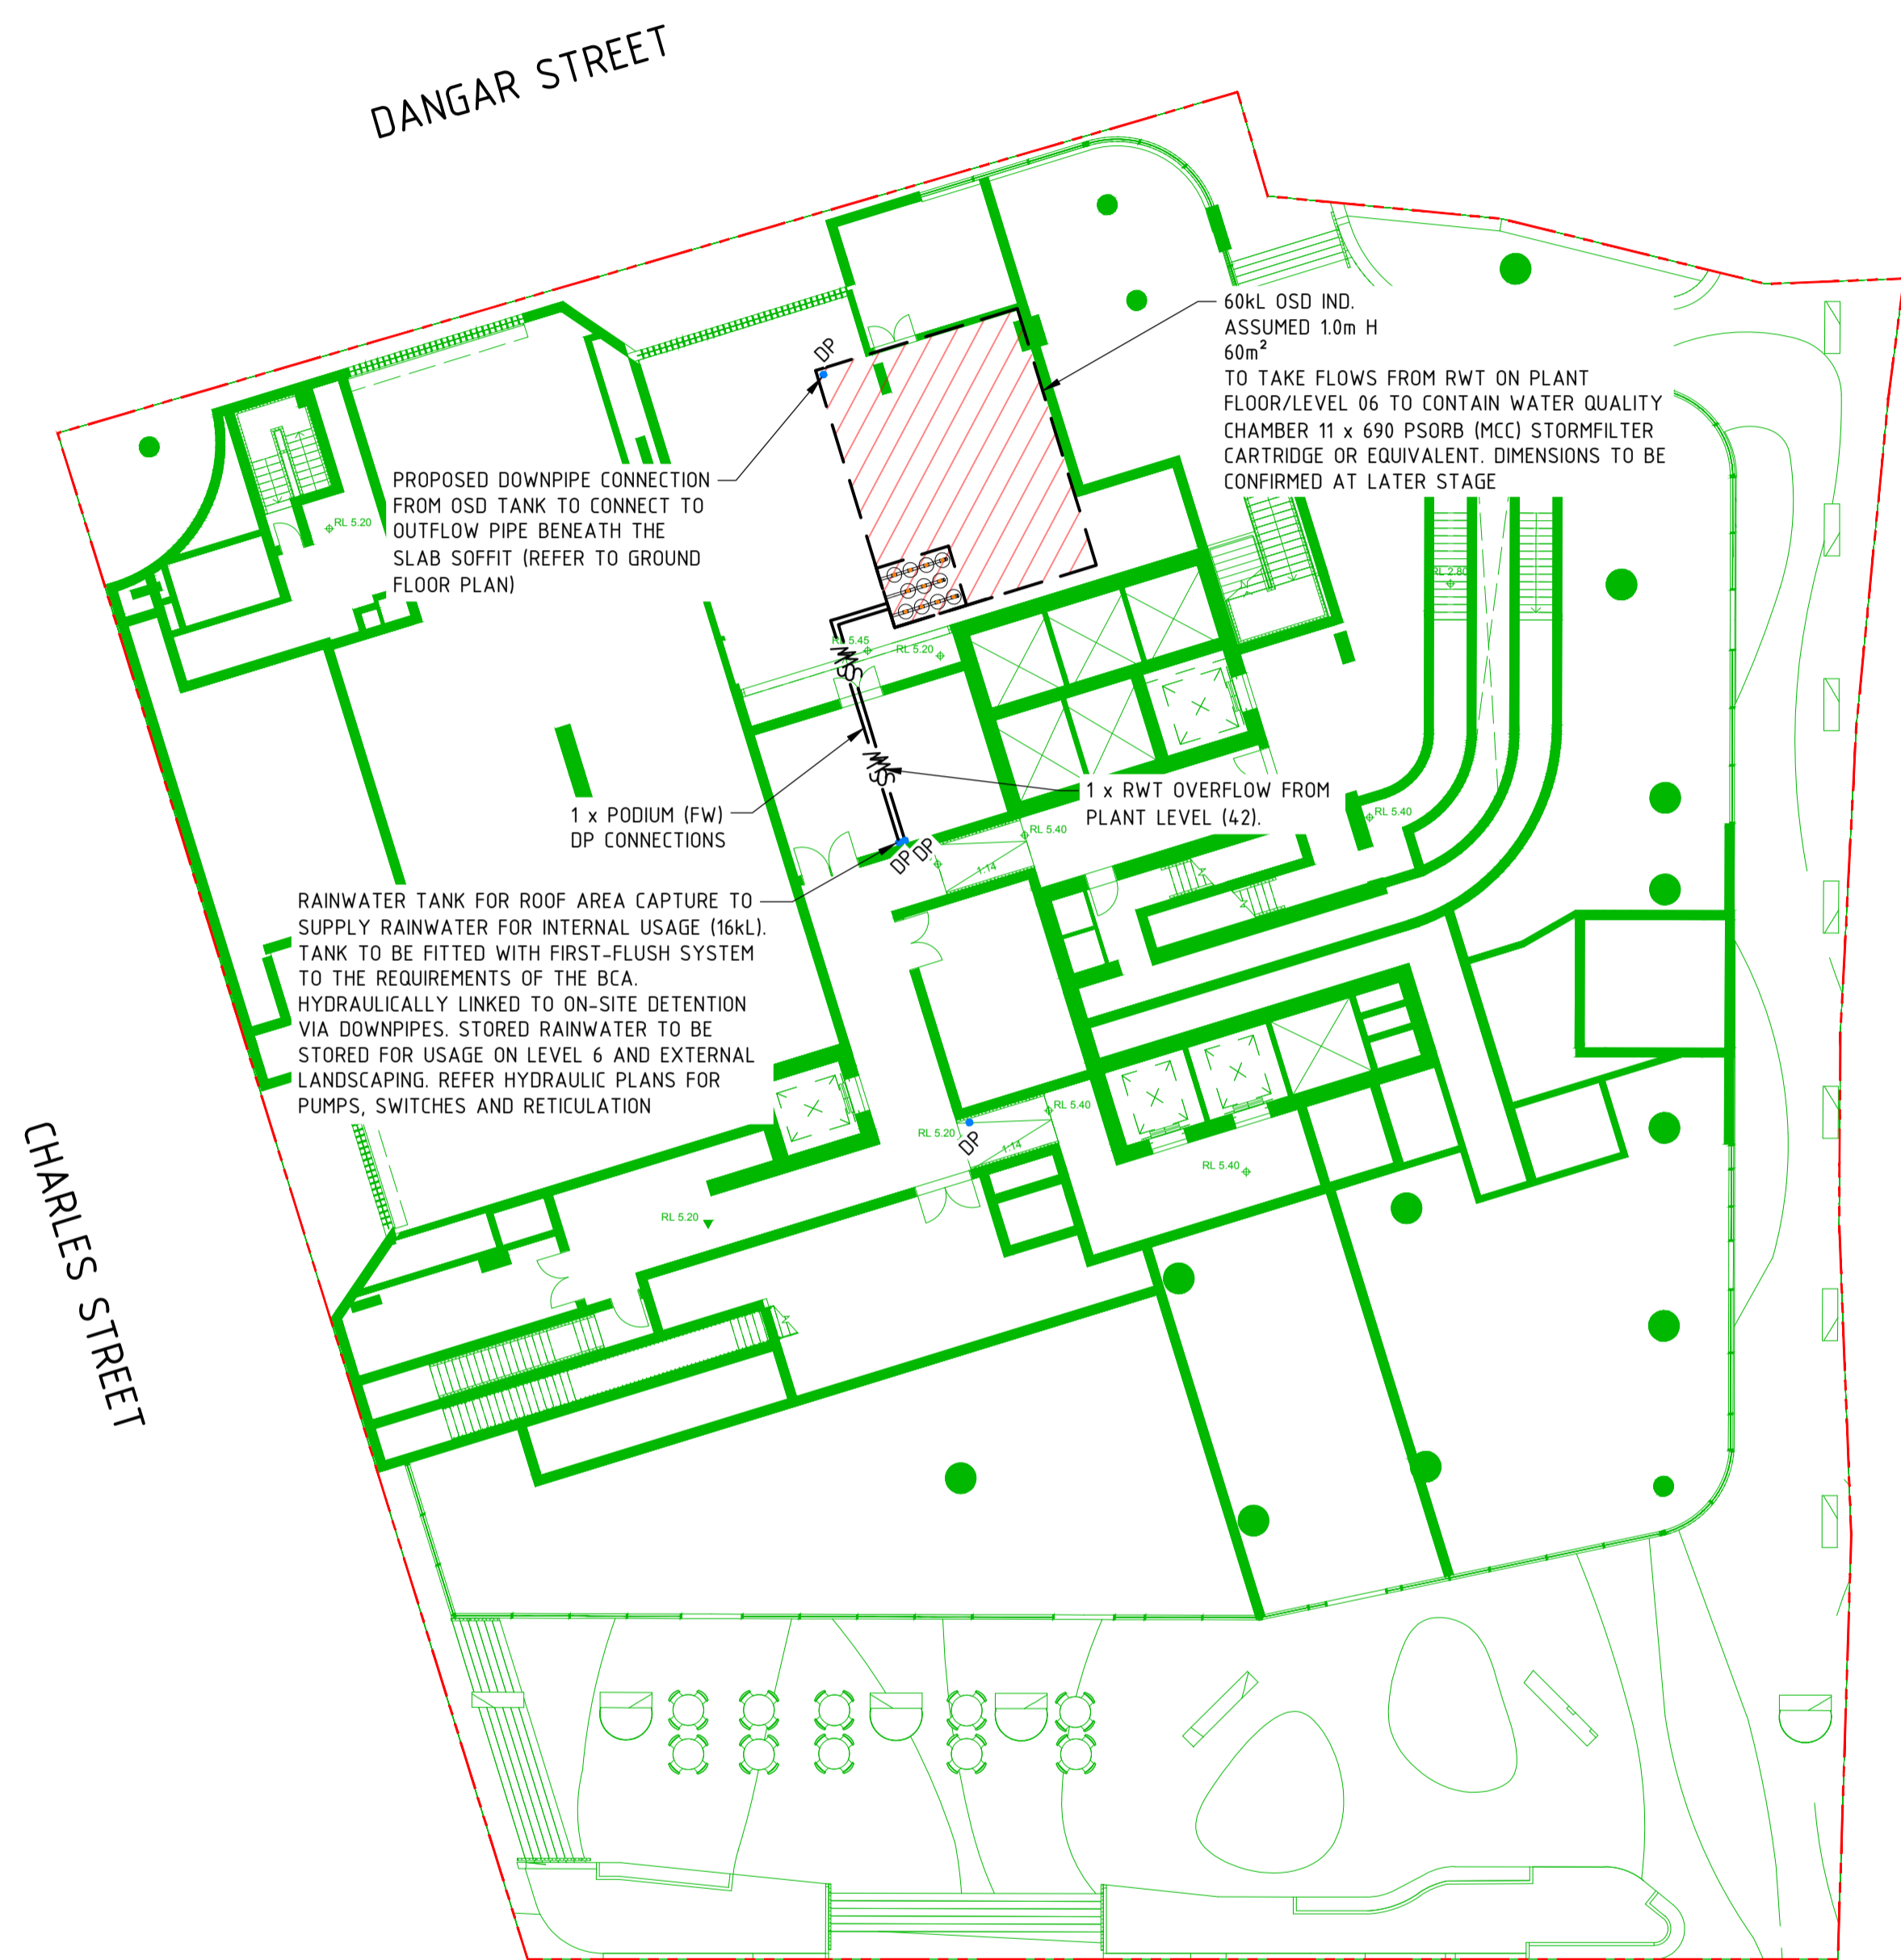 DANGAR STREET
60kL OSD IND.
ASSUMED 1.0m H
60m²
TO TAKE FLOWS FROM RWT ON PLANT
FLOOR/LEVEL 06 TO CONTAIN WATER QUALITY
CHAMBER 11 x 690 PSORB (MCC) STORMFILTER
CARTRIDGE OR EQUIVALENT. DIMENSIONS TO BE
CONFIRMED AT LATER STAGE
DP
PROPOSED DOWNPIPE CONNECTION
FROM OSD TANK TO CONNECT TO
OUTFLOW PIPE BENEATH THE
SLAB SOFFIT (REFER TO GROUND
FLOOR PLAN)
RL 5.20
RL 2.80
RL 5.45
RL 5.20
1 x RWT OVERFLOW FROM
PLANT LEVEL (42).
1 x PODIUM (FW)
DP CONNECTIONS
RL 5.40
RL 5.40
DP
DP
1:14
RAINWATER TANK FOR ROOF AREA CAPTURE TO
SUPPLY RAINWATER FOR INTERNAL USAGE (16kL).
TANK TO BE FITTED WITH FIRST-FLUSH SYSTEM
TO THE REQUIREMENTS OF THE BCA.
HYDRAULICALLY LINKED TO ON-SITE DETENTION
VIA DOWNPIPES. STORED RAINWATER TO BE
STORED FOR USAGE ON LEVEL 6 AND EXTERNAL
LANDSCAPING. REFER HYDRAULIC PLANS FOR
PUMPS, SWITCHES AND RETICULATION
RL 5.40
RL 5.20
DP
1:14
RL 5.40
RL 5.20
CHARLES STREET